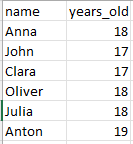 name years_old
Anna 18
John 17
Clara 17
Oliver 18
Julia 18
Anton 19